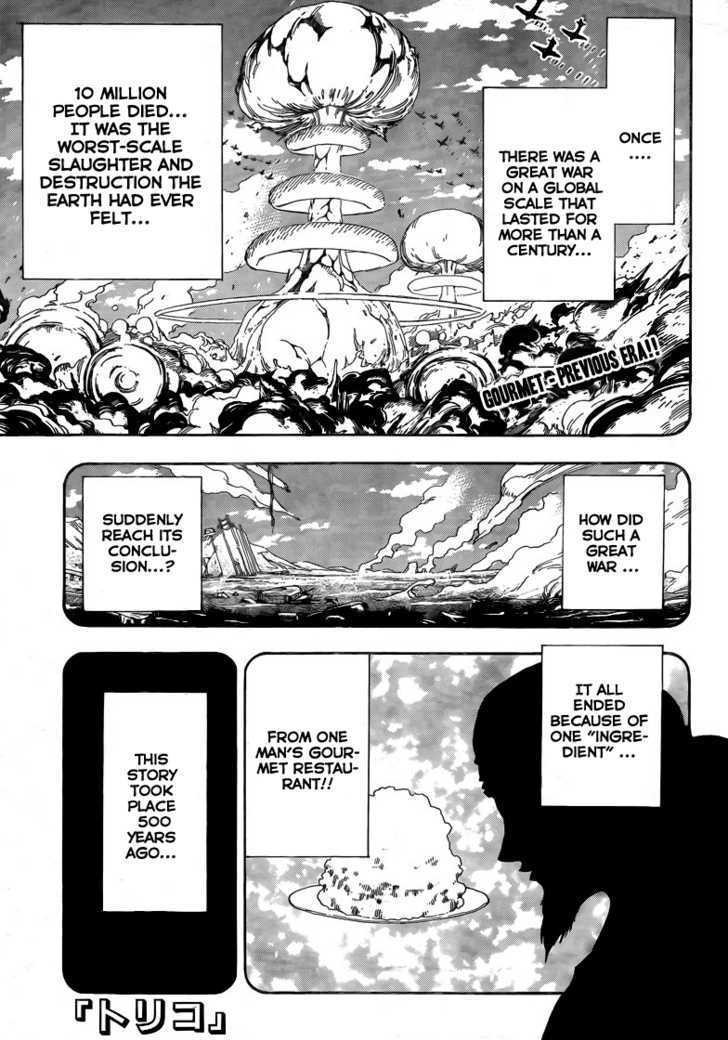 ONCE
....
THERE WAS A
GREAT WAR
ON A GLOBAL
SCALE THAT
LASTED FOR
MORE THAN A
CENTURY...
10 MILLION
PEOPLE DIED...
IT WAS THE
WORST-SCALE
SLAUGHTER AND
DESTRUCTION THE
EARTH HAD EVER
FELT...
GOURMET - PREVIOUS ERA!!
HOW DID
SUCH A
GREAT
WAR ...
SUDDENLY
REACH ITS
CONCLU-
SION...?
IT ALL
ENDED
BECAUSE OF
ONE "INGRE-
DIENT" ...
FROM ONE
MAN'S GOUR-
MET RESTAU-
RANT!!
THIS
STORY
TOOK
PLACE
500
YEARS
AGO...
『トリコ』